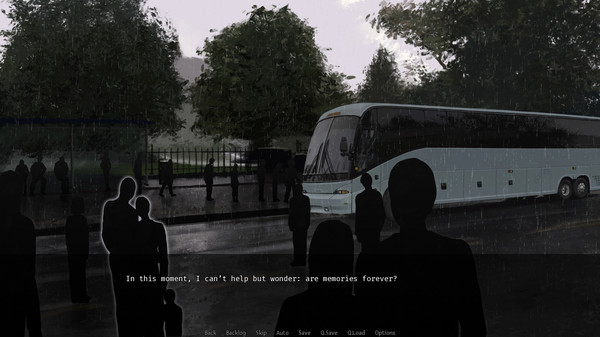 In this moment, I can't help but wonder: are memories forever?
Back Backlog Skip Auto Save Q.Save Q.Load Options